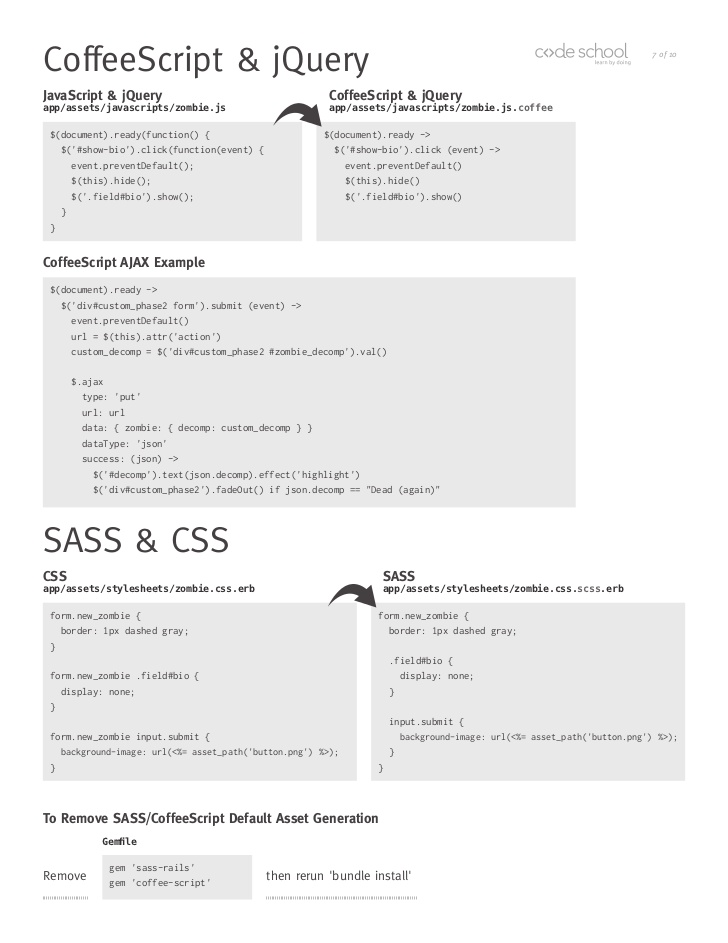 CoffeeScript & jQuery
code school
learn by doing
7 of 10
JavaScript & jQuery
app/assets/javascripts/zombie.js
$(document).ready(function() {
  $('#show-bio').click(function(event) {
    event.preventDefault();
    $(this).hide();
    $('.field#bio').show();
  }
}
CoffeeScript & jQuery
app/assets/javascripts/zombie.js.coffee
$(document).ready ->
  $('#show-bio').click (event) ->
    event.preventDefault()
    $(this).hide()
    $('.field#bio').show()
CoffeeScript AJAX Example
$(document).ready ->
  $('div#custom_phase2 form').submit (event) ->
    event.preventDefault()
    url = $(this).attr('action')
    custom_decomp = $('div#custom_phase2 #zombie_decomp').val()
    $.ajax
      type: 'put'
      url: url
      data: { zombie: { decomp: custom_decomp } }
      dataType: 'json'
      success: (json) ->
        $('#decomp').text(json.decomp).effect('highlight')
        $('div#custom_phase2').fadeOut() if json.decomp == "Dead (again)"
SASS & CSS
CSS
app/assets/stylesheets/zombie.css.erb
form.new_zombie {
  border: 1px dashed gray;
}
form.new_zombie .field#bio {
  display: none;
}
form.new_zombie input.submit {
  background-image: url(<%= asset_path('button.png') %>);
}
SASS
app/assets/stylesheets/zombie.css.scss.erb
form.new_zombie {
  border: 1px dashed gray;
  .field#bio {
    display: none;
  }
  input.submit {
    background-image: url(<%= asset_path('button.png') %>);
  }
}
To Remove SASS/CoffeeScript Default Asset Generation
Gemfile
Remove
gem 'sass-rails'
gem 'coffee-script'
then rerun 'bundle install'